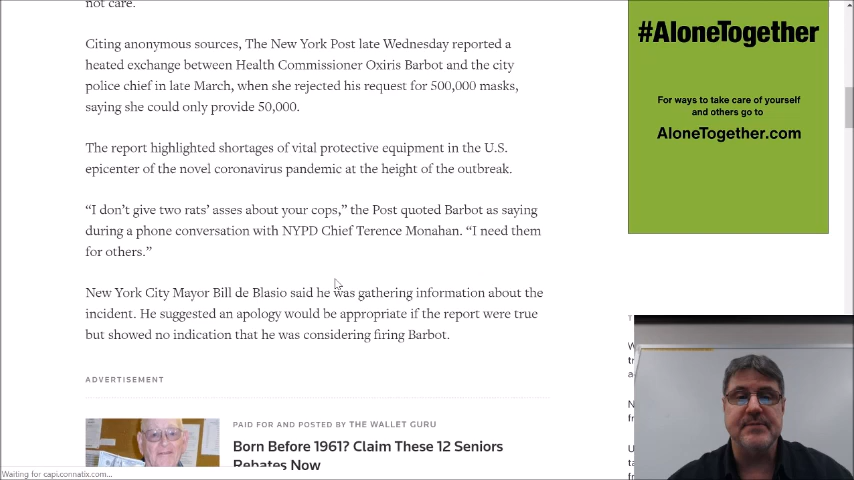 not care.
Citing anonymous sources, The New York Post late Wednesday reported a
heated exchange between Health Commissioner Oxiris Barbot and the city
police chief in late March, when she rejected his request for 500,000 masks,
saying she could only provide 50,000.
The report highlighted shortages of vital protective equipment in the U.S.
epicenter of the novel coronavirus pandemic at the height of the outbreak.
“I don’t give two rats’ asses about your cops,” the Post quoted Barbot as saying
during a phone conversation with NYPD Chief Terence Monahan. “I need them
for others.”
New York City Mayor Bill de Blasio said he was gathering information about the
incident. He suggested an apology would be appropriate if the report were true
but showed no indication that he was considering firing Barbot.
ADVERTISEMENT
PAID FOR AND POSTED BY THE WALLET GURU
Born Before 1961? Claim These 12 Seniors
Rebates Now
Waiting for capi.connatix.com...
#AloneTogether
For ways to take care of yourself
and others go to
AloneTogether.com